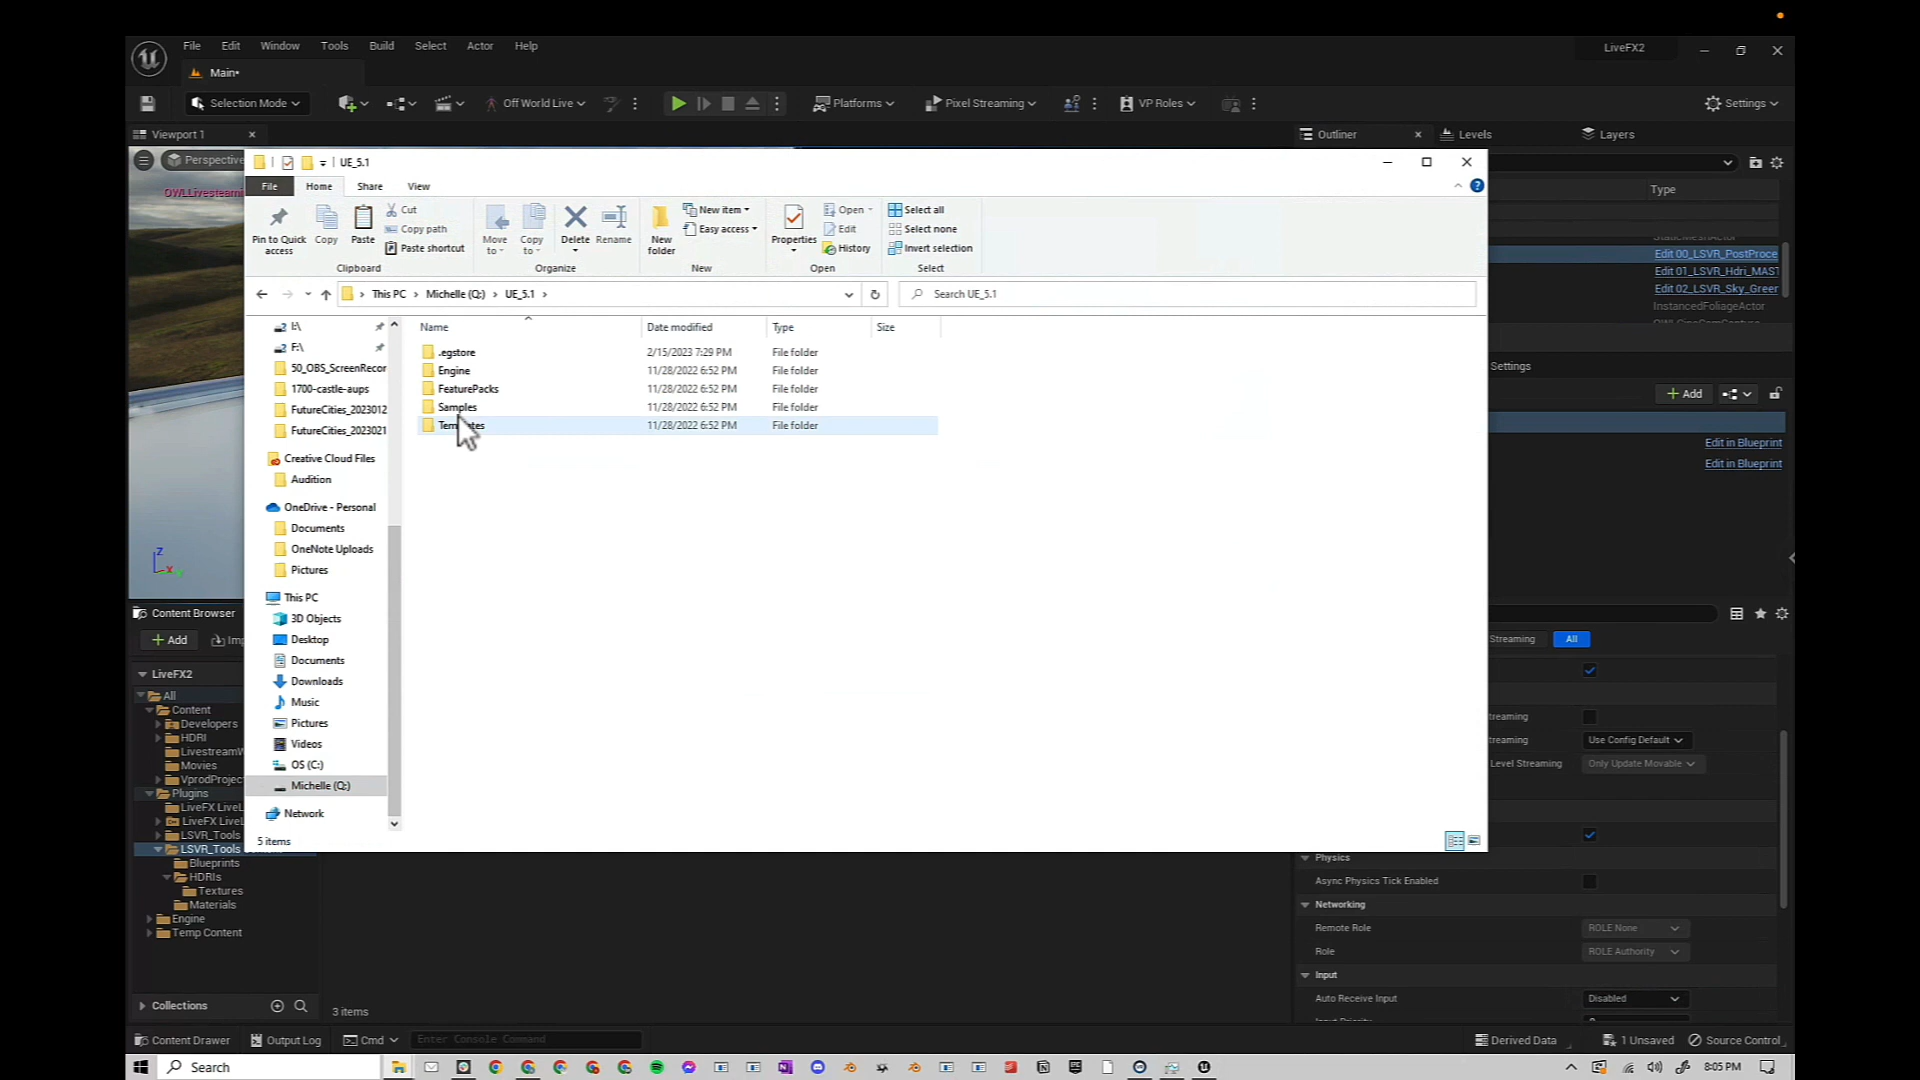 File Edit Window Tools Build Select Actor Help
LiveFX2
Main•
Selection Mode
Off World Live
Platforms
Pixel Streaming
VP Roles
Settings
Viewport 1
Outliner
Levels
Layers
Perspective
UE_5.1
Type
File Home Share View
Pin to Quick access
Copy
Paste
Cut
Copy path
Paste shortcut
Clipboard
Move to
Copy to
Delete
Rename
Organize
New folder
New item
Easy access
New
Properties
Open
Edit
History
Open
Select all
Select none
Invert selection
Select
Edit 00_LSVR_PostProce
Edit 01_LSVR_Hdri_MAST
Edit 02_LSVR_Sky_Greer
InstancedFoliageActor
This PC > Michelle (Q:) > UE_5.1 >
Search UE_5.1
Name Date modified Type Size
.egstore 2/15/2023 7:29 PM File folder
Engine 11/28/2022 6:52 PM File folder
FeaturePacks 11/28/2022 6:52 PM File folder
Samples 11/28/2022 6:52 PM File folder
11/28/2022 6:52 PM File folder
I:\
F:\
50_OBS_ScreenRecor
1700-castle-aups
FutureCities_2023012
FutureCities_2023021
Creative Cloud Files
Audition
OneDrive - Personal
Documents
OneNote Uploads
Pictures
This PC
3D Objects
Desktop
Documents
Downloads
Music
Pictures
Videos
OS (C:)
Michelle (Q:)
Network
5 items
Settings
Add
Edit in Blueprint
Edit in Blueprint
Content Browser
Add
Imp
LiveFX2
All
Content
Developers
HDRI
LivestreamW
Movies
VprodProjec
Plugins
LiveFX LiveL
LiveFX LiveL
LSVR_Tools
LSVR_Tools
Blueprints
HDRIs
Textures
Materials
Engine
Temp Content
Collections
3 items
Streaming
All
treaming
treaming Use Config Default
Level Streaming Only Update Movable
Physics
Async Physics Tick Enabled
Networking
Remote Role ROLE None
Role ROLE Authority
Input
Auto Receive Input Disabled
Content Drawer
Output Log
Cmd
Enter Console Command
Derived Data
1 Unsaved
Source Control
Search
8:05 PM